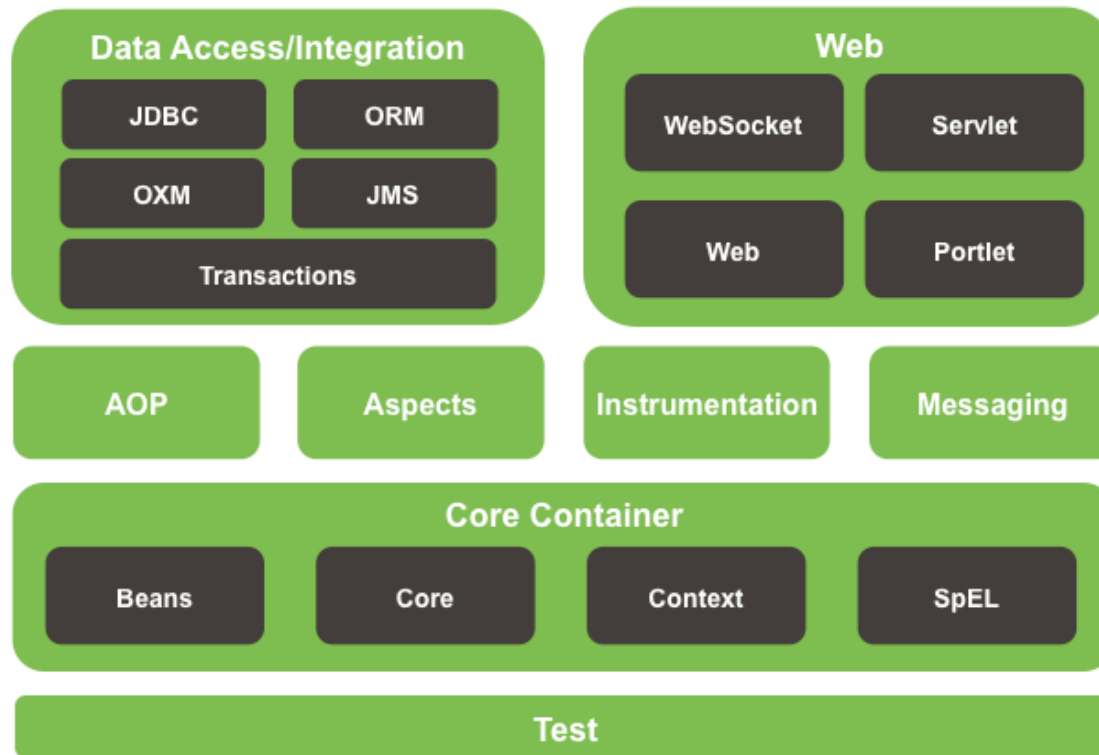 Data Access/Integration
JDBC
ORM
OXM
JMS
Transactions
Web
WebSocket
Servlet
Web
Portlet
AOP
Aspects
Instrumentation
Messaging
Core Container
Beans
Core
Context
SpEL
Test